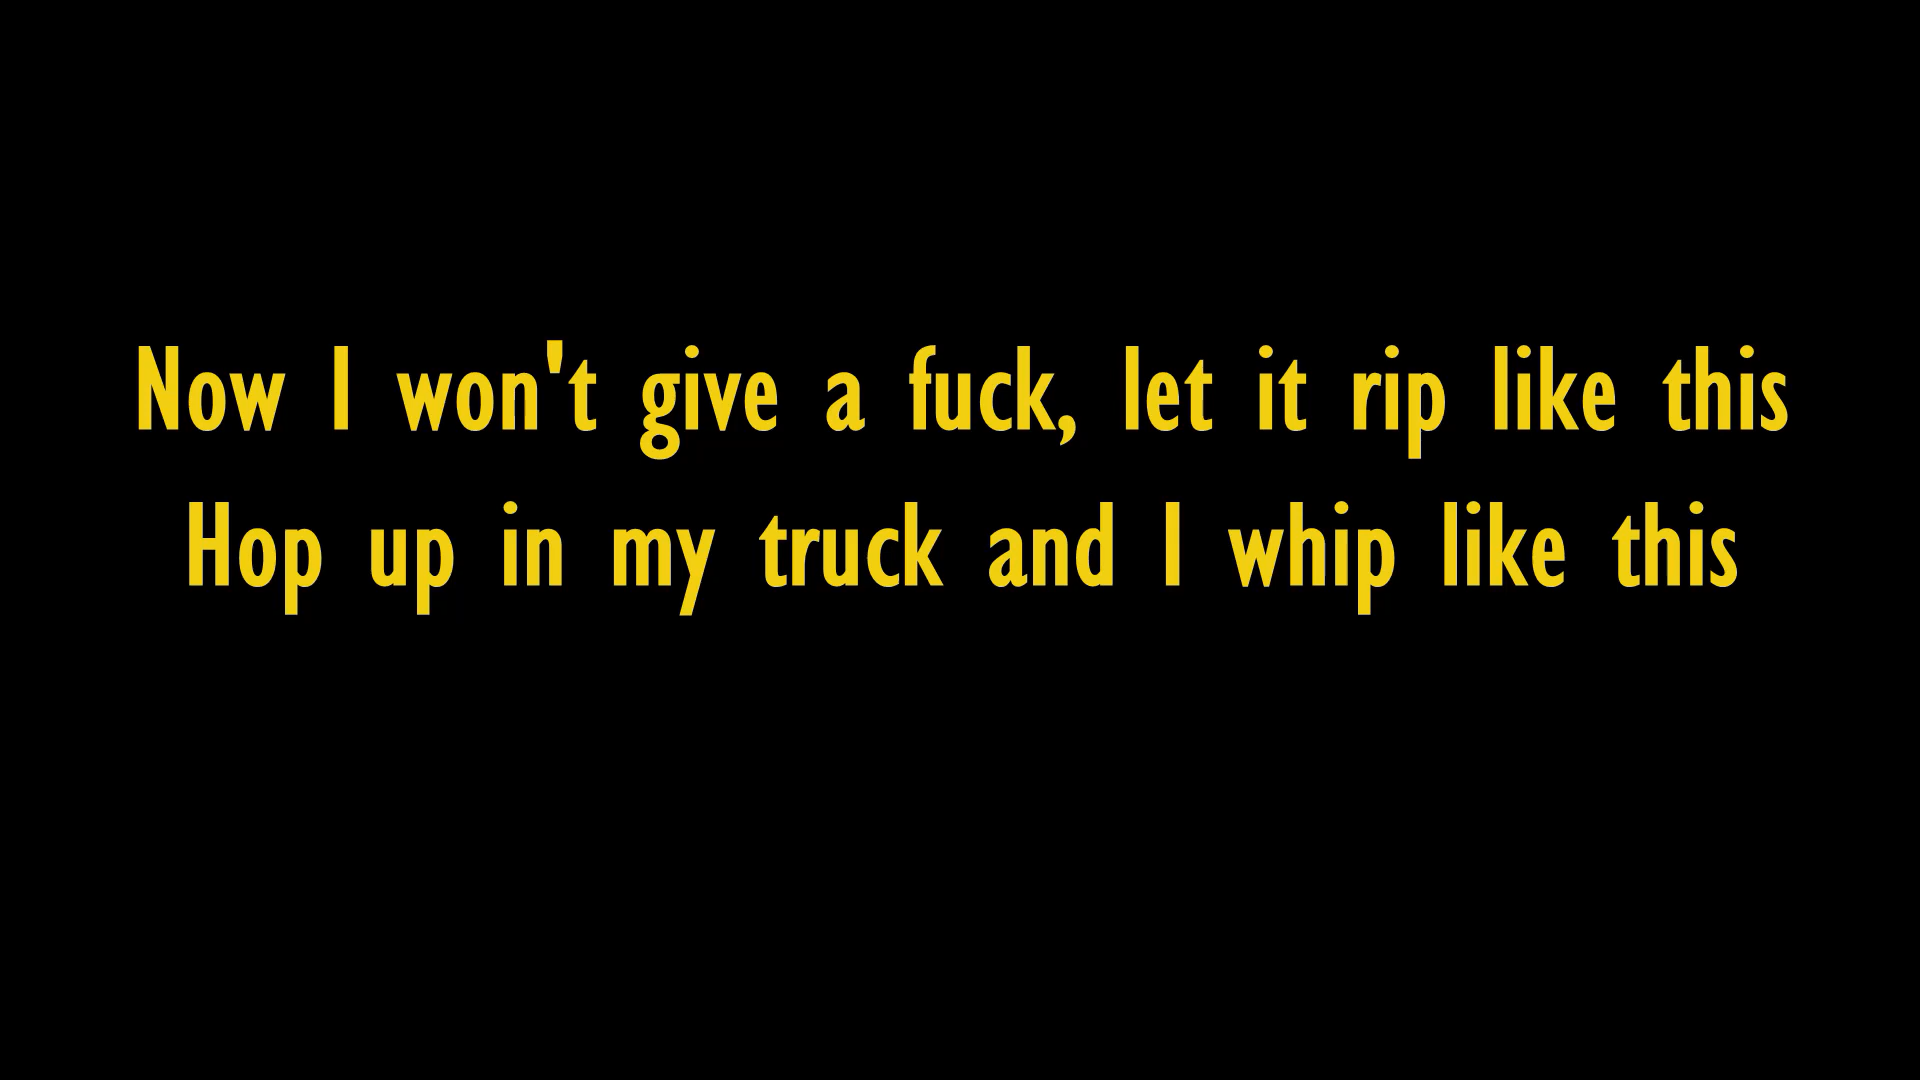 Now I won't give a fuck, let it rip like this
Hop up in my truck and I whip like this